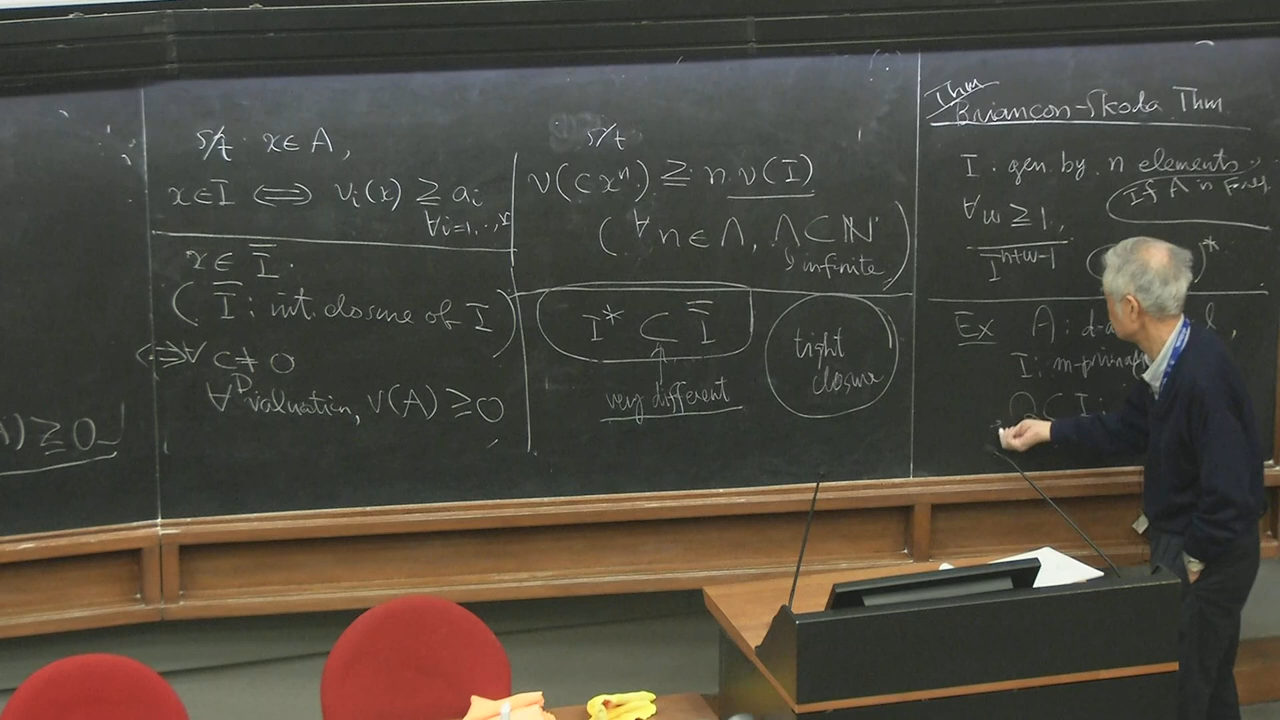 A) ≧ 0
s/t x∈A,
x∈Ī ⟺ vᵢ(x) ≧ aᵢ
∀i=1,..,r
x∈ Ī.
( Ī : int. closure of I )
⟺ ∃ c≠0
∀ valuation, v(A) ≧ 0
s/t
v(cxⁿ) ≧ n v(I)
( ∀n∈Λ, Λ⊂ℕ
infinite )
I* ⊂ Ī
very different
tight
closure
Thm
Briancon-Skoda Thm
I: gen. by n elements.
If A is
∀w ≧ 1,
I^{n+w-1}
)*
Ex A: d-
I: m-primary
Q ⊂ I: